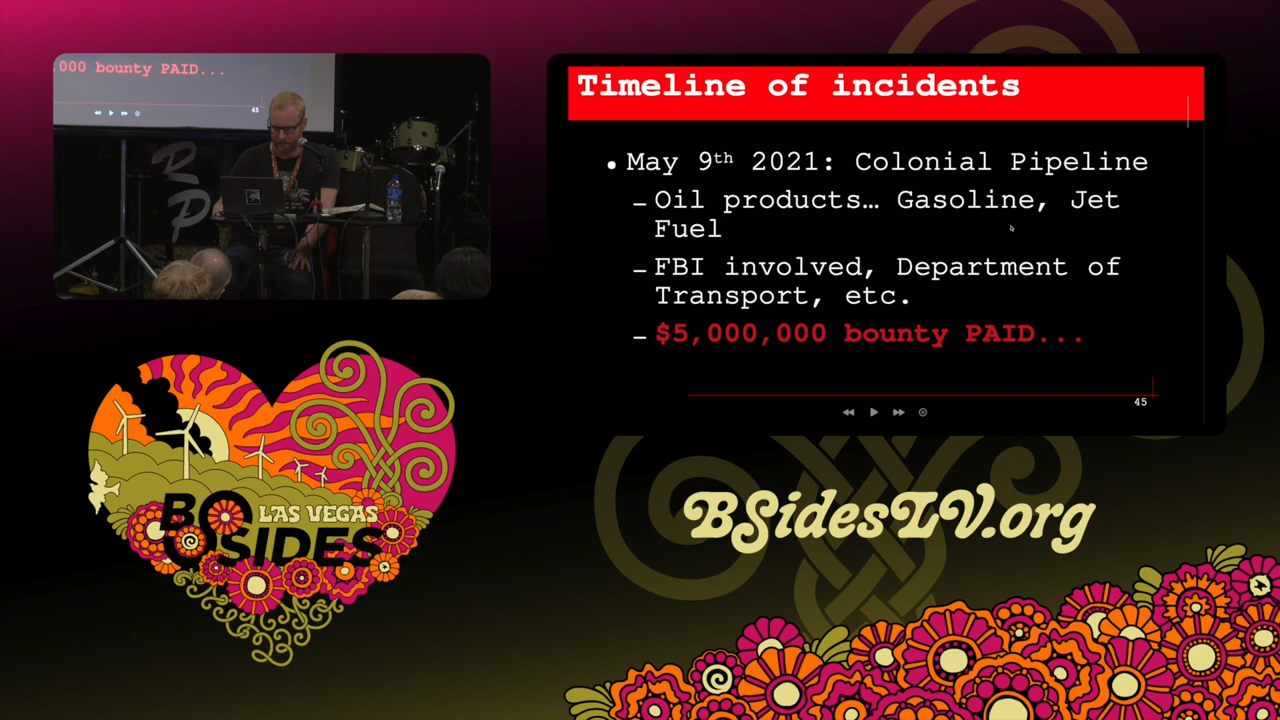 000 bounty PAID...
45
R
P
Timeline of incidents
• May 9th 2021: Colonial Pipeline
– Oil products… Gasoline, Jet
Fuel
– FBI involved, Department of
Transport, etc.
– $5,000,000 bounty PAID...
45
LAS VEGAS
BSIDES
23
BSidesLV.org